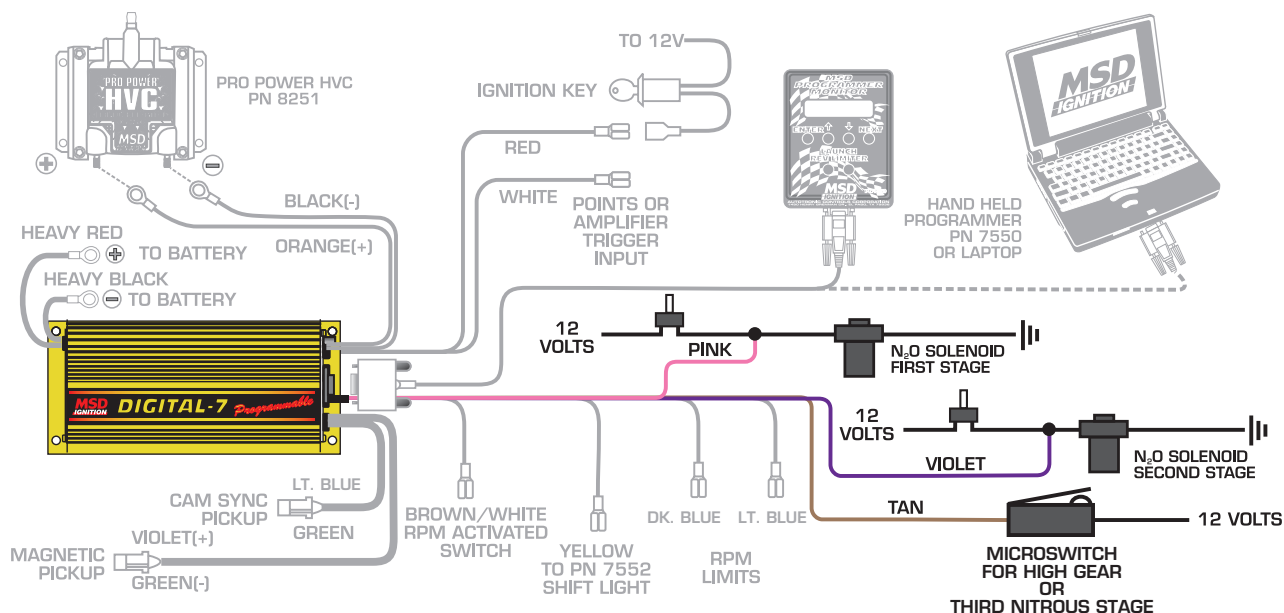 PRO POWER
HVC
MSD
PRO POWER HVC
PN 8251
TO 12V
IGNITION KEY
RED
WHITE
POINTS OR
AMPLIFIER
TRIGGER
INPUT
MSD
PROGRAMMER
MONITOR
ENTER
NEXT
LAUNCH
REV LIMITER
MSD
IGNITION
MSD
IGNITION
HAND HELD
PROGRAMMER
PN 7550
OR LAPTOP
BLACK(-)
ORANGE(+)
HEAVY RED
+ TO BATTERY
HEAVY BLACK
- TO BATTERY
12
VOLTS
PINK
N₂O SOLENOID
FIRST STAGE
MSD
IGNITION
DIGITAL-7
Programmable
12
VOLTS
VIOLET
N₂O SOLENOID
SECOND STAGE
LT. BLUE
CAM SYNC
PICKUP
GREEN
VIOLET(+)
MAGNETIC
PICKUP
GREEN(-)
BROWN/WHITE
RPM ACTIVATED
SWITCH
YELLOW
TO PN 7552
SHIFT LIGHT
DK. BLUE
LT. BLUE
RPM
LIMITS
TAN
12 VOLTS
MICROSWITCH
FOR HIGH GEAR
OR
THIRD NITROUS STAGE